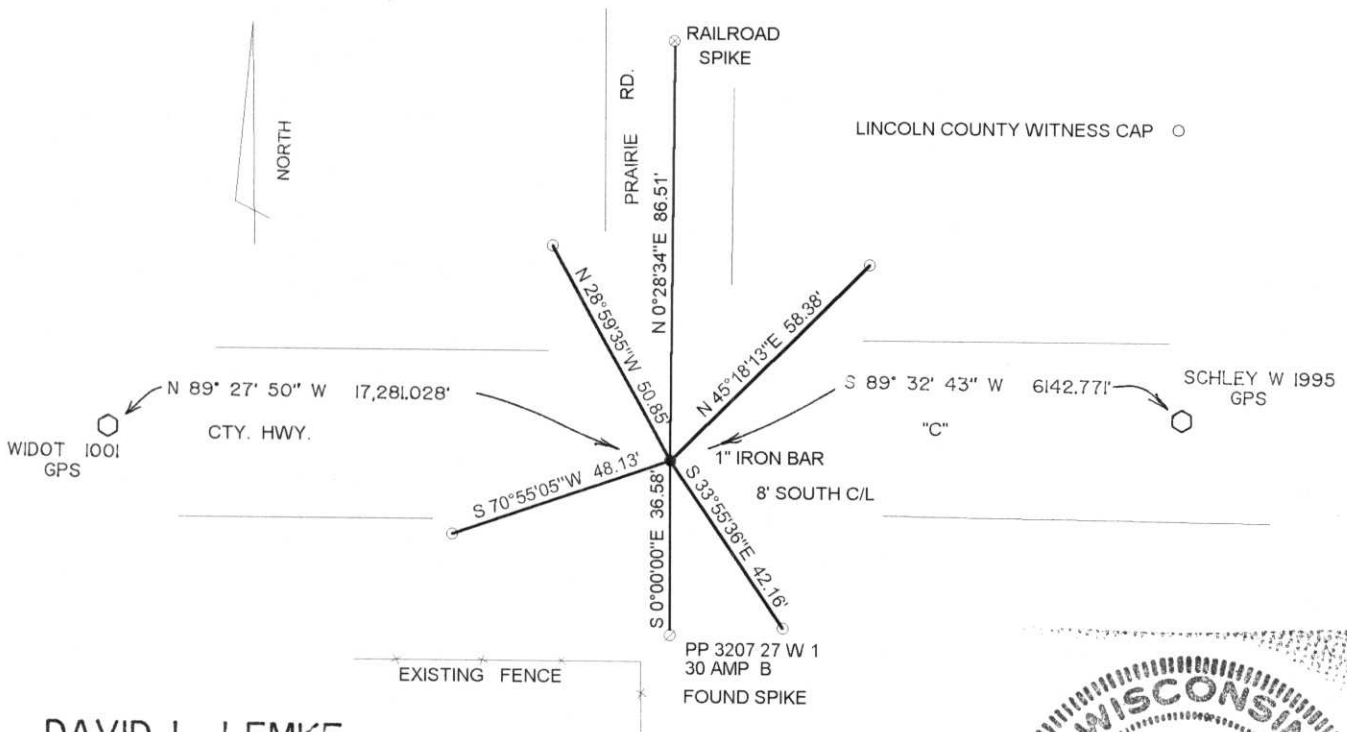 RAILROAD
SPIKE
PRAIRIE RD.
NORTH
LINCOLN COUNTY WITNESS CAP
N 0°28'34"E 86.51'
N 28°59'35"W 50.85'
N 45°18'13"E 58.38'
N 89° 27' 50" W 17,281.028'
S 89° 32' 43" W 6142.771'
SCHLEY W 1995
GPS
WIDOT 1001
GPS
CTY. HWY.
"C"
S 70°55'05"W 48.13'
1" IRON BAR
8' SOUTH C/L
S 0°00'00"E 36.58'
S 33°55'36"E 42.16'
PP 3207 27 W 1
30 AMP B
FOUND SPIKE
EXISTING FENCE
DAVID L. LEMKE
WISCONSIN